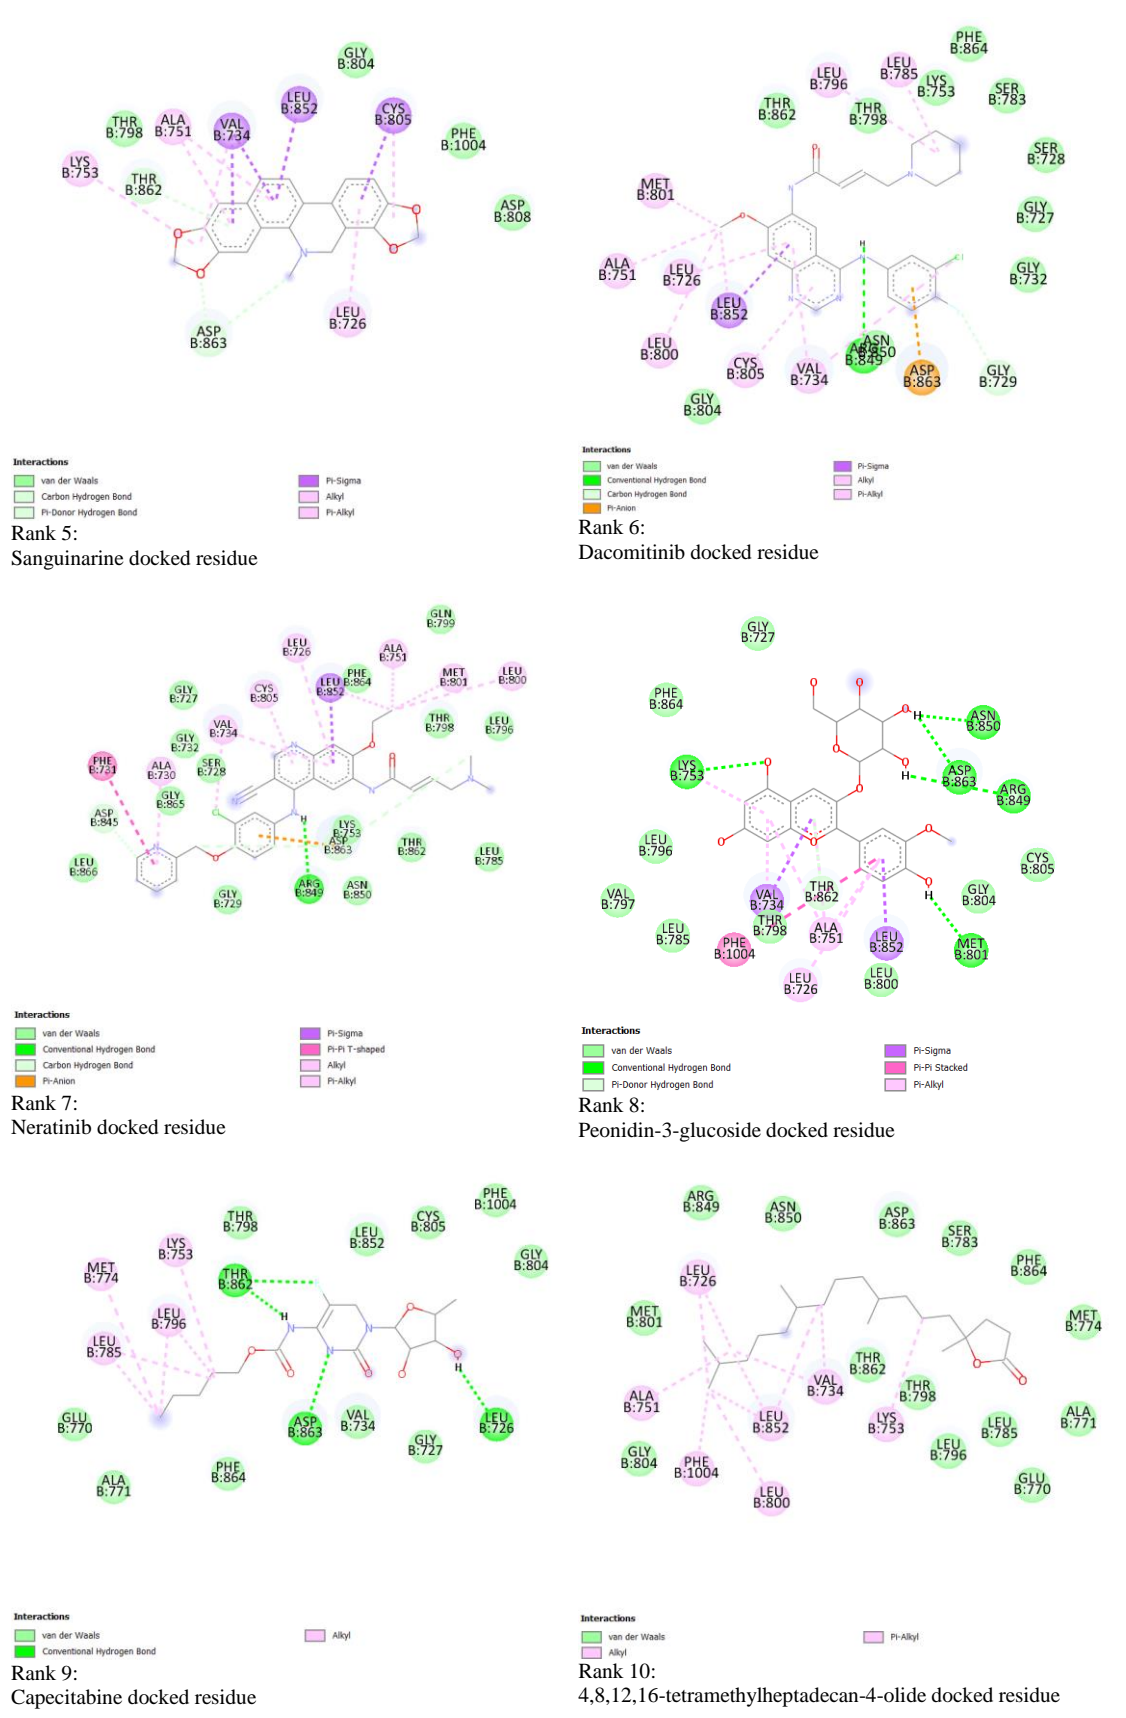 GLY
B:804
LEU
B:852
CYS
B:805
THR
B:798
ALA
B:751
VAL
B:734
PHE
B:1004
LYS
B:753
THR
B:862
ASP
B:808
LEU
B:726
ASP
B:863
Interactions
van der Waals
Carbon Hydrogen Bond
Pi-Donor Hydrogen Bond
Pi-Sigma
Alkyl
Pi-Alkyl
Rank 5:
Sanguinarine docked residue
PHE
B:864
LEU
B:785
LEU
B:796
LYS
B:753
SER
B:783
THR
B:862
THR
B:798
SER
B:728
MET
B:801
GLY
B:727
ALA
B:751
LEU
B:726
GLY
B:732
LEU
B:852
LEU
B:800
CYS
B:805
VAL
B:734
ASN
B:850
ARG
B:849
ASP
B:863
GLY
B:729
GLY
B:804
O
O
N
H
N
H
N
N
N
Cl
Interactions
van der Waals
Conventional Hydrogen Bond
Carbon Hydrogen Bond
Pi-Anion
Pi-Sigma
Alkyl
Pi-Alkyl
Rank 6:
Dacomitinib docked residue
GLN
B:799
LEU
B:726
ALA
B:751
LEU
B:852
PHE
B:864
MET
B:801
LEU
B:800
GLY
B:727
CYS
B:805
VAL
B:734
THR
B:798
LEU
B:796
GLY
B:732
PHE
B:731
ALA
B:730
SER
B:728
GLY
B:865
ASP
B:845
LYS
B:753
ASP
B:863
THR
B:862
LEU
B:785
LEU
B:866
GLY
B:729
ARG
B:849
ASN
B:850
Interactions
van der Waals
Conventional Hydrogen Bond
Carbon Hydrogen Bond
Pi-Anion
Pi-Sigma
Pi-Pi T-shaped
Alkyl
Pi-Alkyl
Rank 7:
Neratinib docked residue
GLY
B:727
PHE
B:864
ASN
B:850
LYS
B:753
ASP
B:863
ARG
B:849
LEU
B:796
CYS
B:805
VAL
B:797
VAL
B:734
THR
B:862
GLY
B:804
LEU
B:785
THR
B:798
ALA
B:751
LEU
B:852
MET
B:801
PHE
B:1004
LEU
B:726
LEU
B:800
Interactions
van der Waals
Conventional Hydrogen Bond
Pi-Donor Hydrogen Bond
Pi-Sigma
Pi-Pi Stacked
Pi-Alkyl
Rank 8:
Peonidin-3-glucoside docked residue
PHE
B:1004
THR
B:798
CYS
B:805
LEU
B:852
LYS
B:753
GLY
B:804
MET
B:774
THR
B:862
LEU
B:796
LEU
B:785
GLU
B:770
ASP
B:863
VAL
B:734
LEU
B:726
GLY
B:727
PHE
B:864
ALA
B:771
Interactions
van der Waals
Conventional Hydrogen Bond
Alkyl
Rank 9:
Capecitabine docked residue
ARG
B:849
ASN
B:850
ASP
B:863
SER
B:783
LEU
B:726
PHE
B:864
MET
B:801
MET
B:774
THR
B:862
VAL
B:734
THR
B:798
ALA
B:751
LEU
B:852
LYS
B:753
LEU
B:785
ALA
B:771
GLY
B:804
PHE
B:1004
LEU
B:796
LEU
B:800
GLU
B:770
Interactions
van der Waals
Alkyl
Pi-Alkyl
Rank 10:
4,8,12,16-tetramethylheptadecan-4-olide docked residue